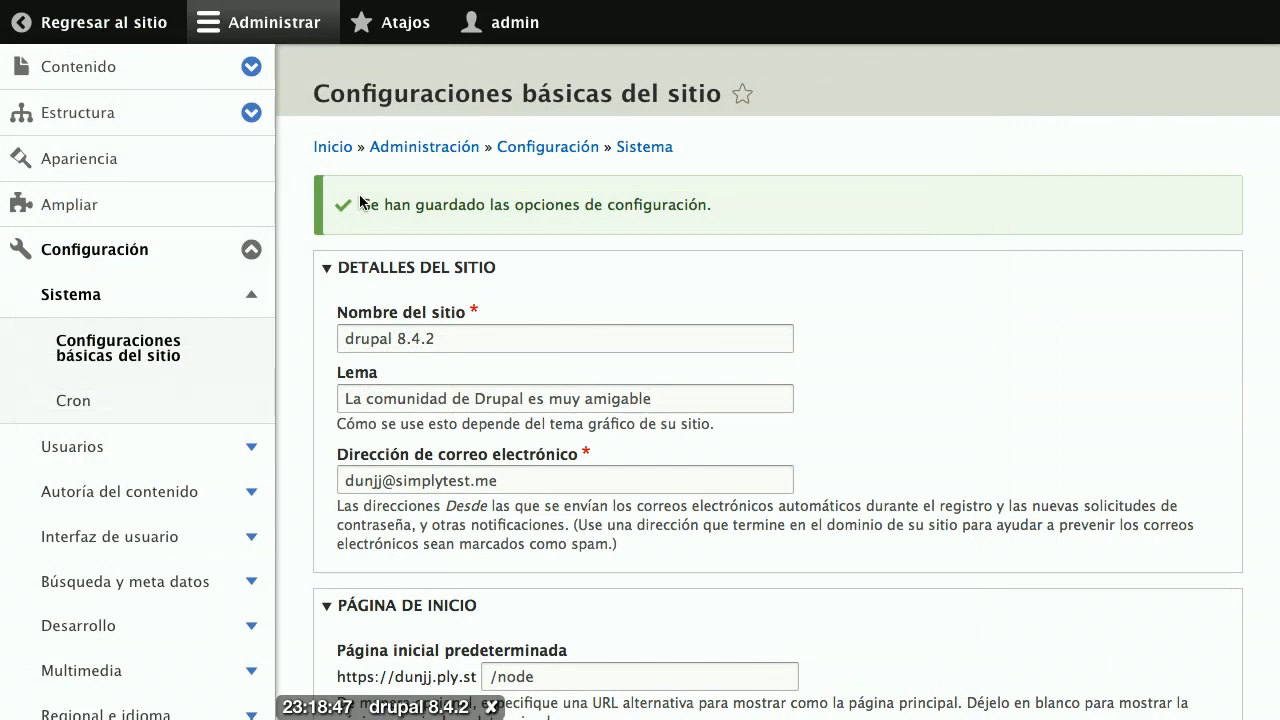 Regresar al sitio
Administrar
Atajos
admin
Contenido
Estructura
Apariencia
Ampliar
Configuración
Sistema
Configuraciones
básicas del sitio
Cron
Usuarios
Autoría del contenido
Interfaz de usuario
Búsqueda y meta datos
Desarrollo
Multimedia
Regional e idioma
Configuraciones básicas del sitio
Inicio » Administración » Configuración » Sistema
Se han guardado las opciones de configuración.
DETALLES DEL SITIO
Nombre del sitio *
drupal 8.4.2
Lema
La comunidad de Drupal es muy amigable
Cómo se use esto depende del tema gráfico de su sitio.
Dirección de correo electrónico *
dunjj@simplytest.me
Las direcciones Desde las que se envían los correos electrónicos automáticos durante el registro y las nuevas solicitudes de
contraseña, y otras notificaciones. (Use una dirección que termine en el dominio de su sitio para ayudar a prevenir los correos
electrónicos sean marcados como spam.)
PÁGINA DE INICIO
Página inicial predeterminada
https://dunjj.ply.st /node
especifique una URL alternativa para mostrar como la página principal. Déjelo en blanco para mostrar la
23:18:47 drupal 8.4.2 x